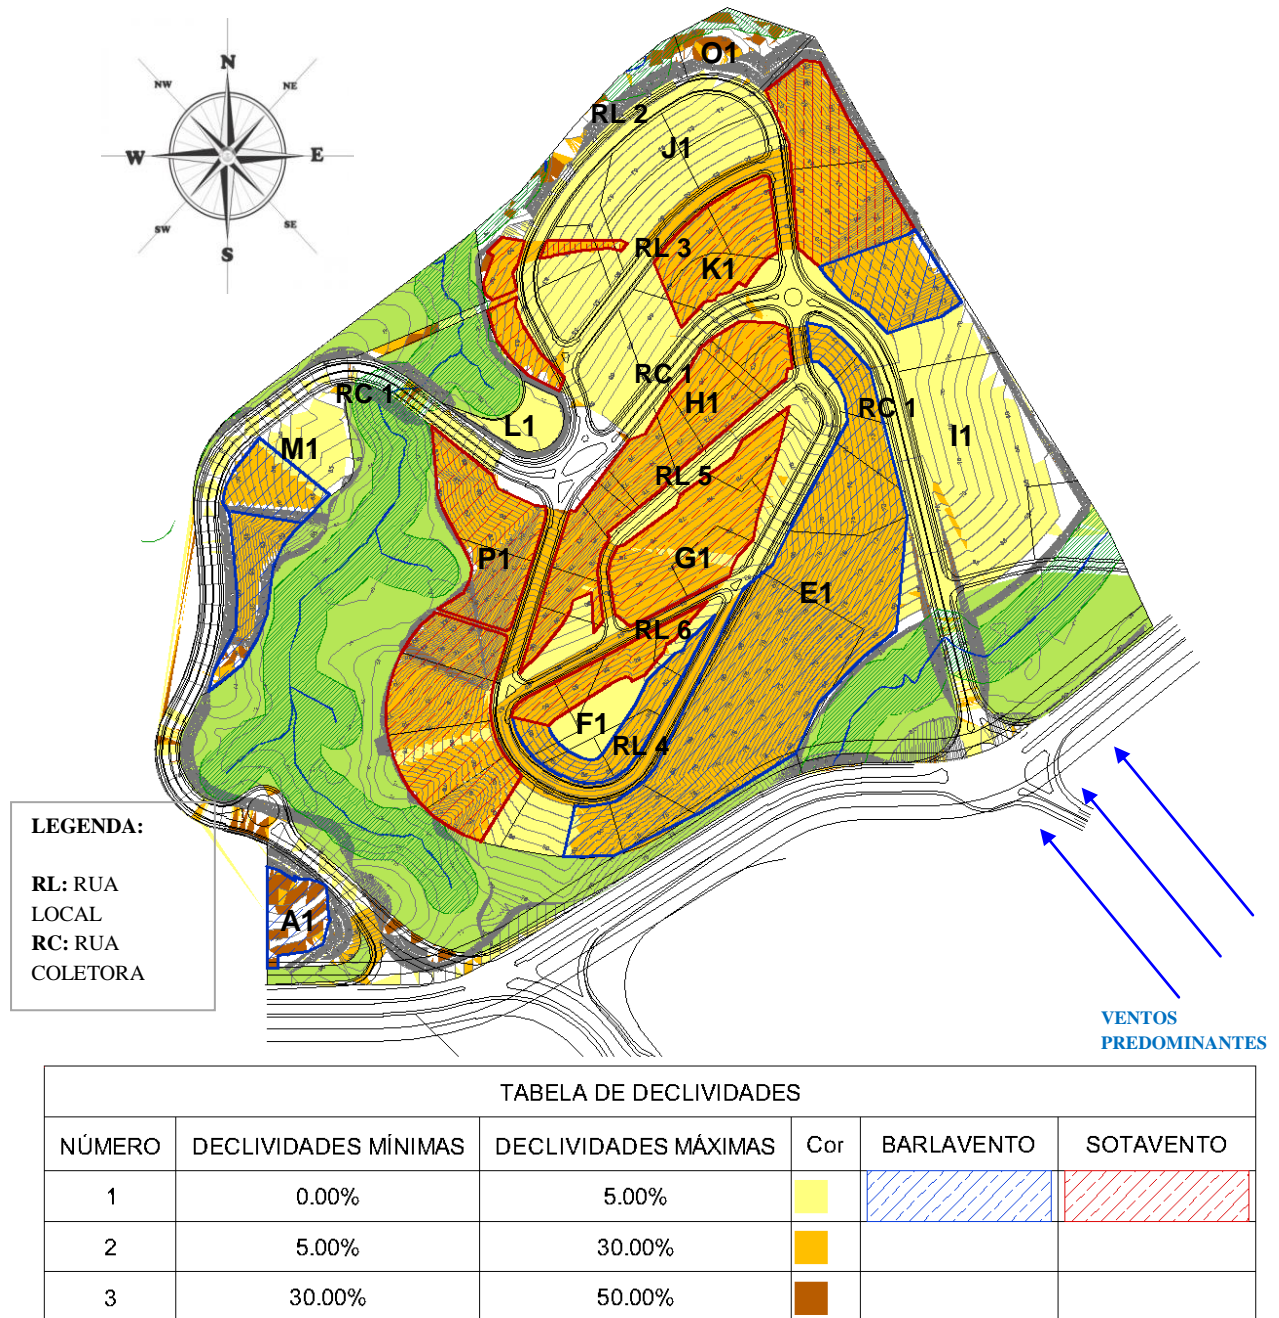 N
NW
NE
W
E
SW
SE
S
O1
RL 2
J1
RL 3
K1
RC 1
RC 1
H1
RC 1
L1
M1
I1
RL 5
P1
G1
E1
RL 6
F1
RL 4
A1
LEGENDA:
RL: RUA
LOCAL
RC: RUA
COLETORA
VENTOS
PREDOMINANTES
TABELA DE DECLIVIDADES
NÚMERO DECLIVIDADES MÍNIMAS DECLIVIDADES MÁXIMAS Cor BARLAVENTO SOTAVENTO
1 0.00% 5.00%
2 5.00% 30.00%
3 30.00% 50.00%